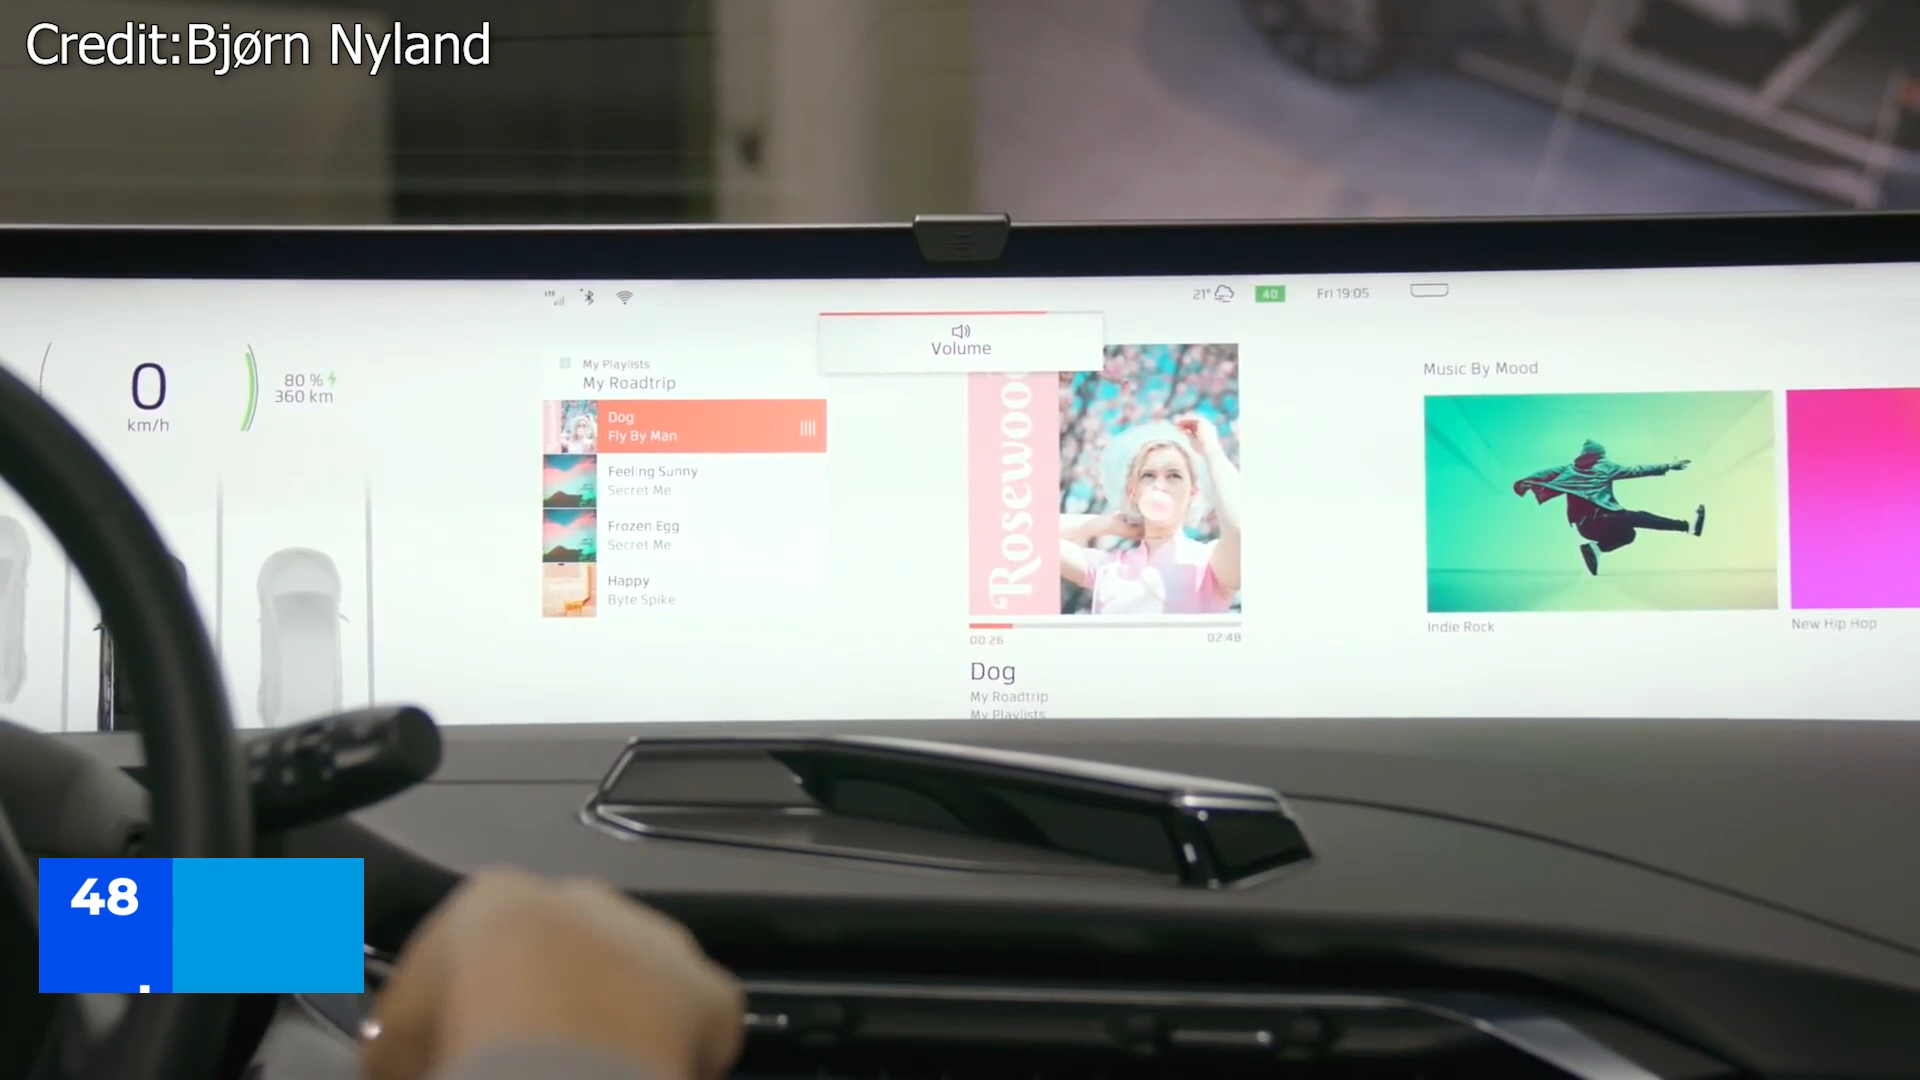 Credit:Bjørn Nyland
LTE
21°
40
Fri 19:05
Volume
0
km/h
80 %
360 km
My Playlists
My Roadtrip
Dog
Fly By Man
Feeling Sunny
Secret Me
Frozen Egg
Secret Me
Happy
Byte Spike
Rosewoo
00:26
02:48
Dog
My Roadtrip
My Playlists
Music By Mood
Indie Rock
New Hip Hop
48